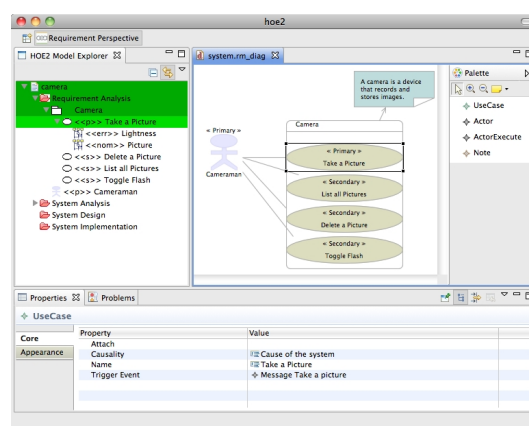 hoe2
Requirement Perspective
HOE2 Model Explorer
camera
Requirement Analysis
Camera
<<p>> Take a Picture
<<err>> Lightness
<<nom>> Picture
<<s>> Delete a Picture
<<s>> List all Pictures
<<s>> Toggle Flash
<<p>> Cameraman
System Analysis
System Design
System Implementation
system.rm_diag
A camera is a device
that records and
stores images.
Camera
« Primary »
Cameraman
« Primary »
Take a Picture
« Secondary »
List all Pictures
« Secondary »
Delete a Picture
« Secondary »
Toggle Flash
Palette
UseCase
Actor
ActorExecute
Note
Properties
Problems
UseCase
Core
Appearance
Property Value
Attach
Causality Cause of the system
Name Take a Picture
Trigger Event Message Take a picture